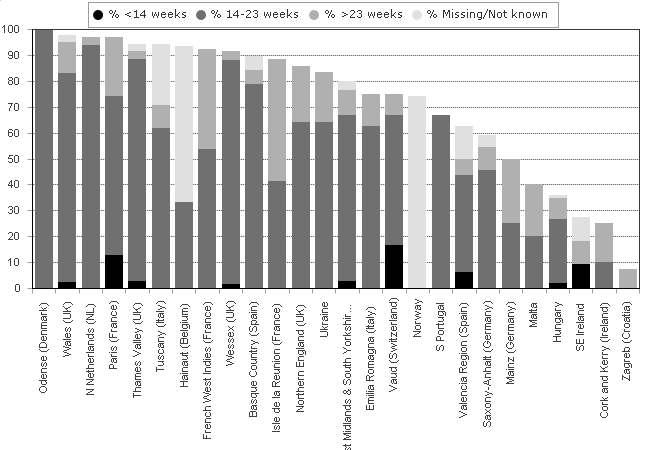 % <14 weeks % 14-23 weeks % >23 weeks % Missing/Not known
100
90
80
70
60
50
40
30
20
10
0
Odense (Denmark)
Wales (UK)
N Netherlands (NL)
Paris (France)
Thames Valley (UK)
Tuscany (Italy)
Hainaut (Belgium)
French West Indies (France)
Wessex (UK)
Basque Country (Spain)
Isle de la Reunion (France)
Northern England (UK)
Ukraine
st Midlands & South Yorkshir ...
Emilia Romagna (Italy)
Vaud (Switzerland)
Norway
S Portugal
Valencia Region (Spain)
Saxony-Anhalt (Germany)
Mainz (Germany)
Malta
Hungary
SE Ireland
Cork and Kerry (Ireland)
Zagreb (Croatia)